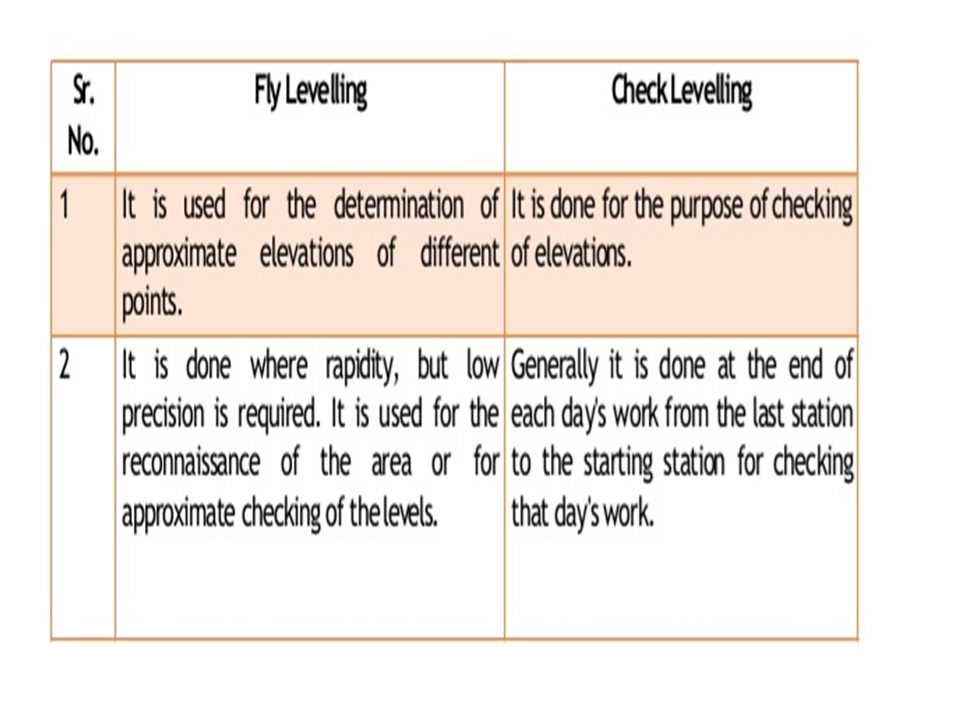 Sr. No.
Fly Levelling
Check Levelling
1
It is used for the determination of
approximate elevations of different
points.
It is done for the purpose of checking
of elevations.
2
It is done where rapidity, but low
precision is required. It is used for the
reconnaissance of the area or for
approximate checking of the levels.
Generally it is done at the end of
each day's work from the last station
to the starting station for checking
that day's work.